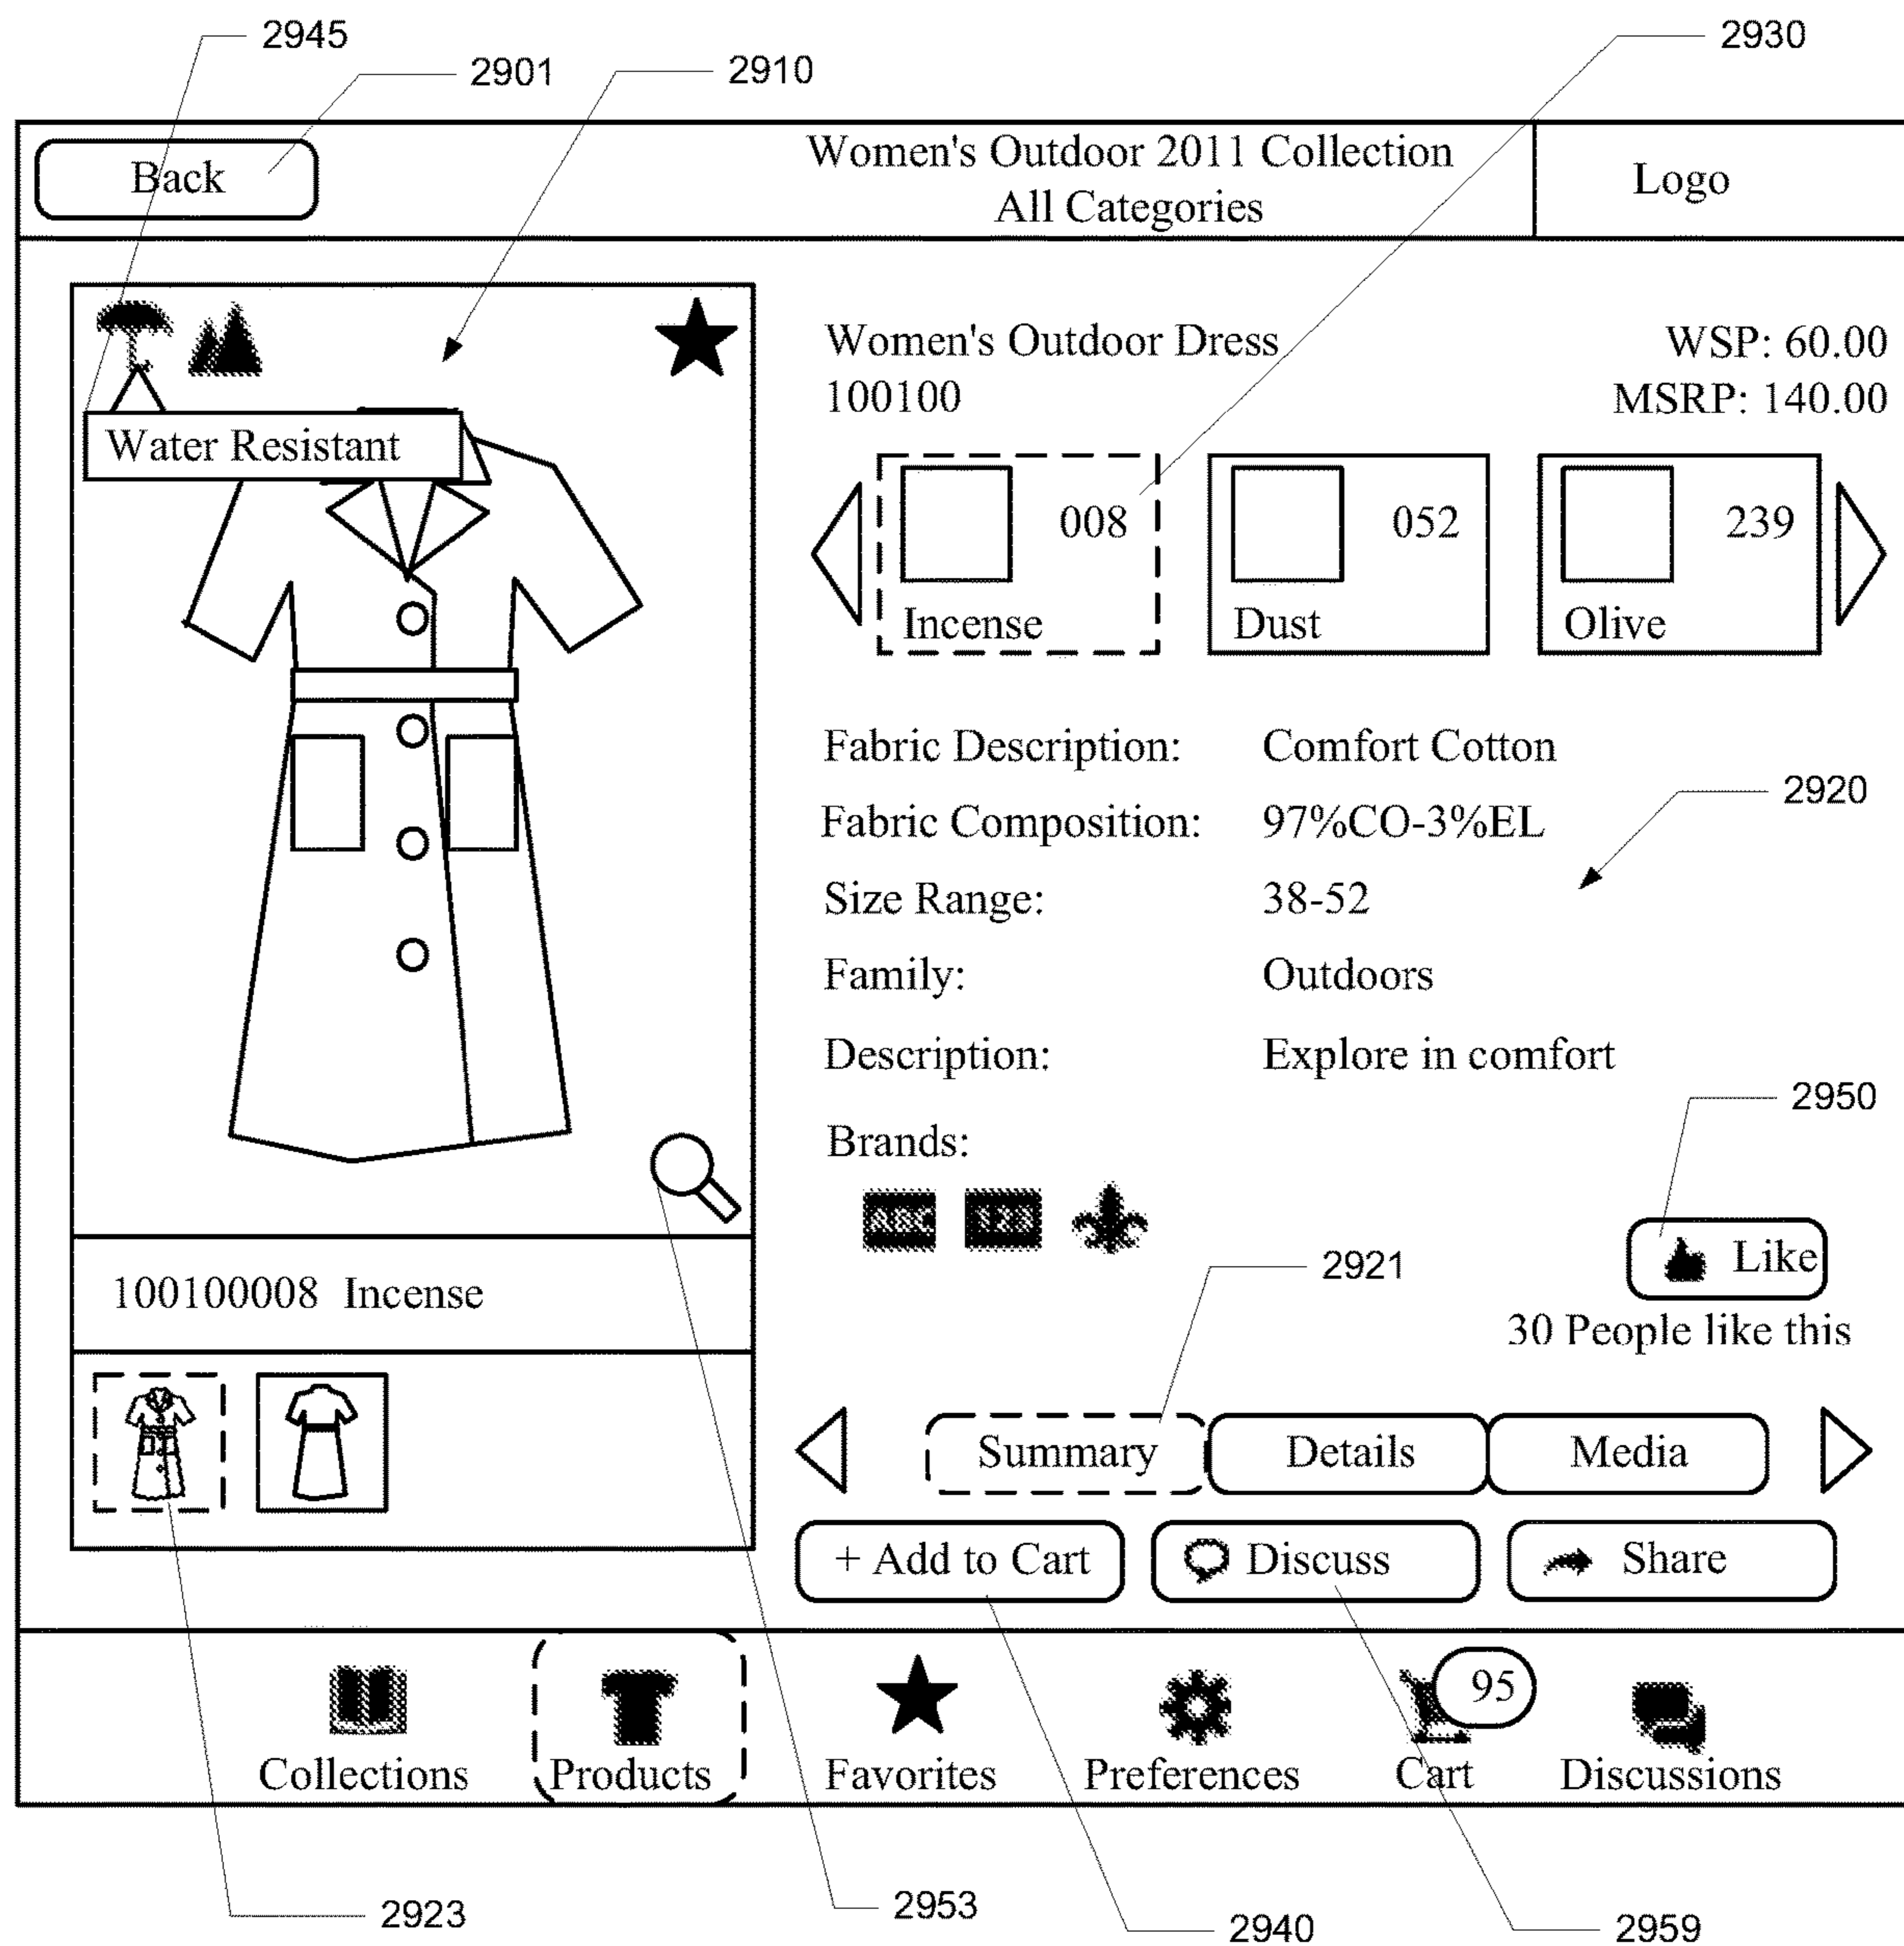 2945
2901
2910
2930
Back
Women's Outdoor 2011 Collection
All Categories
Logo
Water Resistant
Women's Outdoor Dress
100100
WSP: 60.00
MSRP: 140.00
008
Incense
052
Dust
239
Olive
Fabric Description: Comfort Cotton
2920
Fabric Composition: 97%CO-3%EL
Size Range: 38-52
Family: Outdoors
Description: Explore in comfort
2950
Brands:
2921
Like
30 People like this
100100008 Incense
Summary
Details
Media
+ Add to Cart
Discuss
Share
95
Collections
Products
Favorites
Preferences
Cart
Discussions
2923
2953
2940
2959